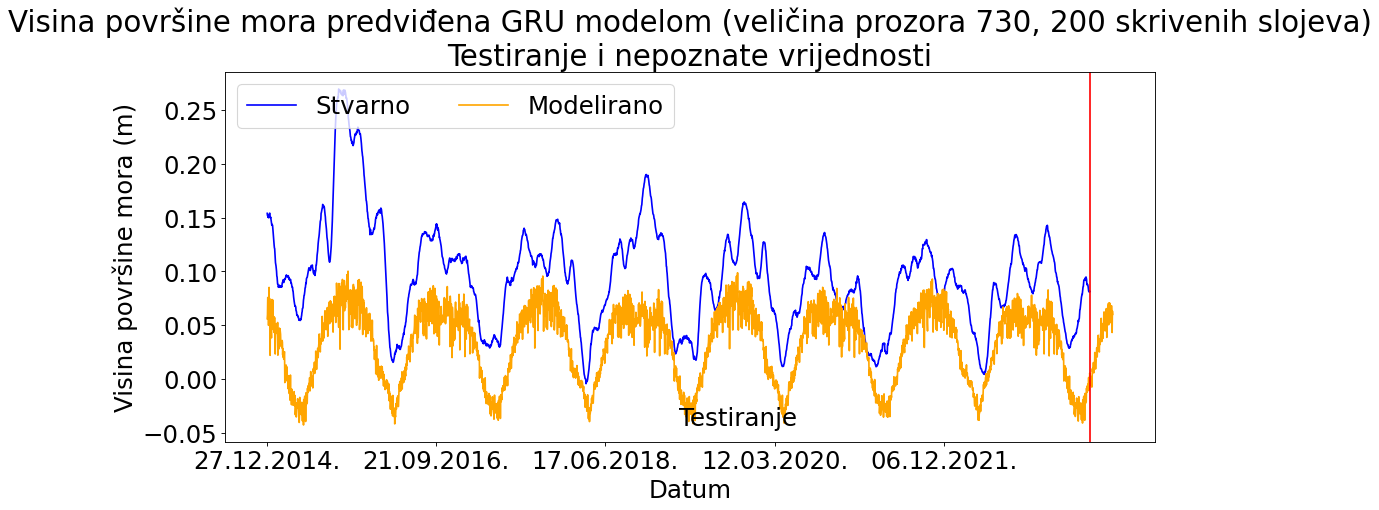 Visina površine mora predviđena GRU modelom (veličina prozora 730, 200 skrivenih slojeva)
Testiranje i nepoznate vrijednosti
Stvarno Modelirano
Visina površine mora (m)
0.25
0.20
0.15
0.10
0.05
0.00
−0.05
Testiranje
27.12.2014. 21.09.2016. 17.06.2018. 12.03.2020. 06.12.2021.
Datum